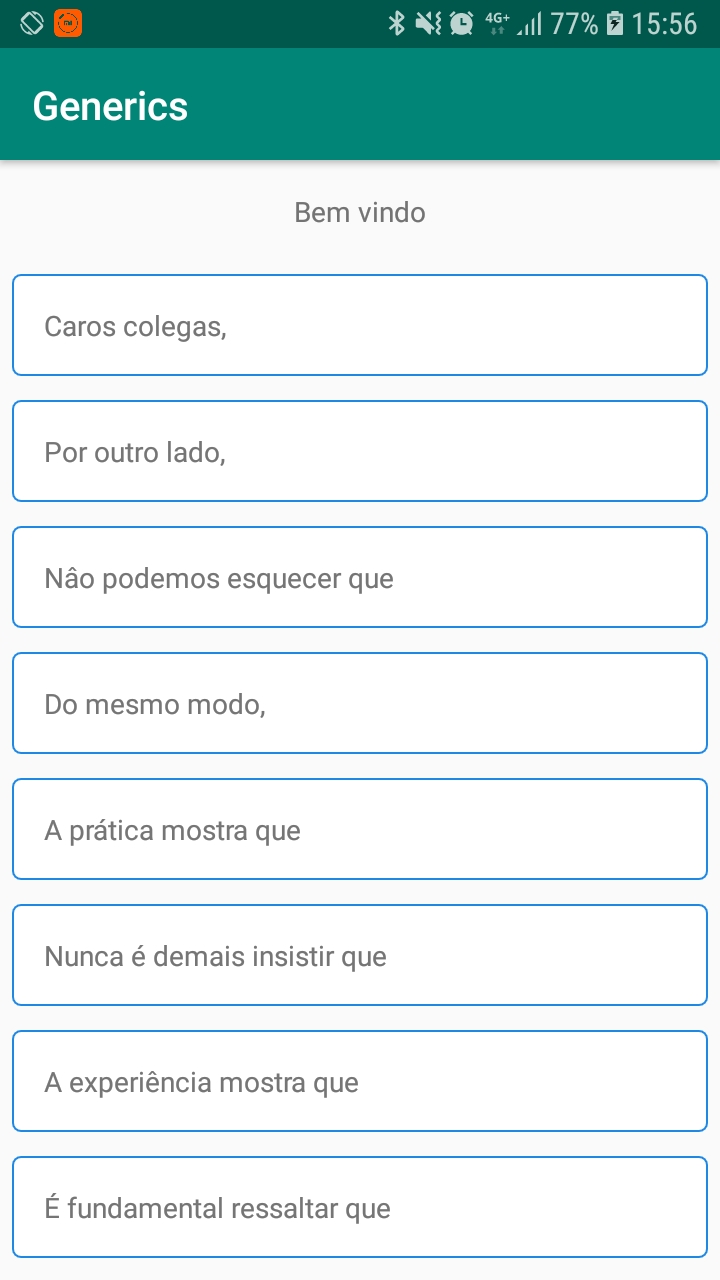 4G+ 77% 15:56
Generics
Bem vindo
Caros colegas,
Por outro lado,
Nâo podemos esquecer que
Do mesmo modo,
A prática mostra que
Nunca é demais insistir que
A experiência mostra que
É fundamental ressaltar que